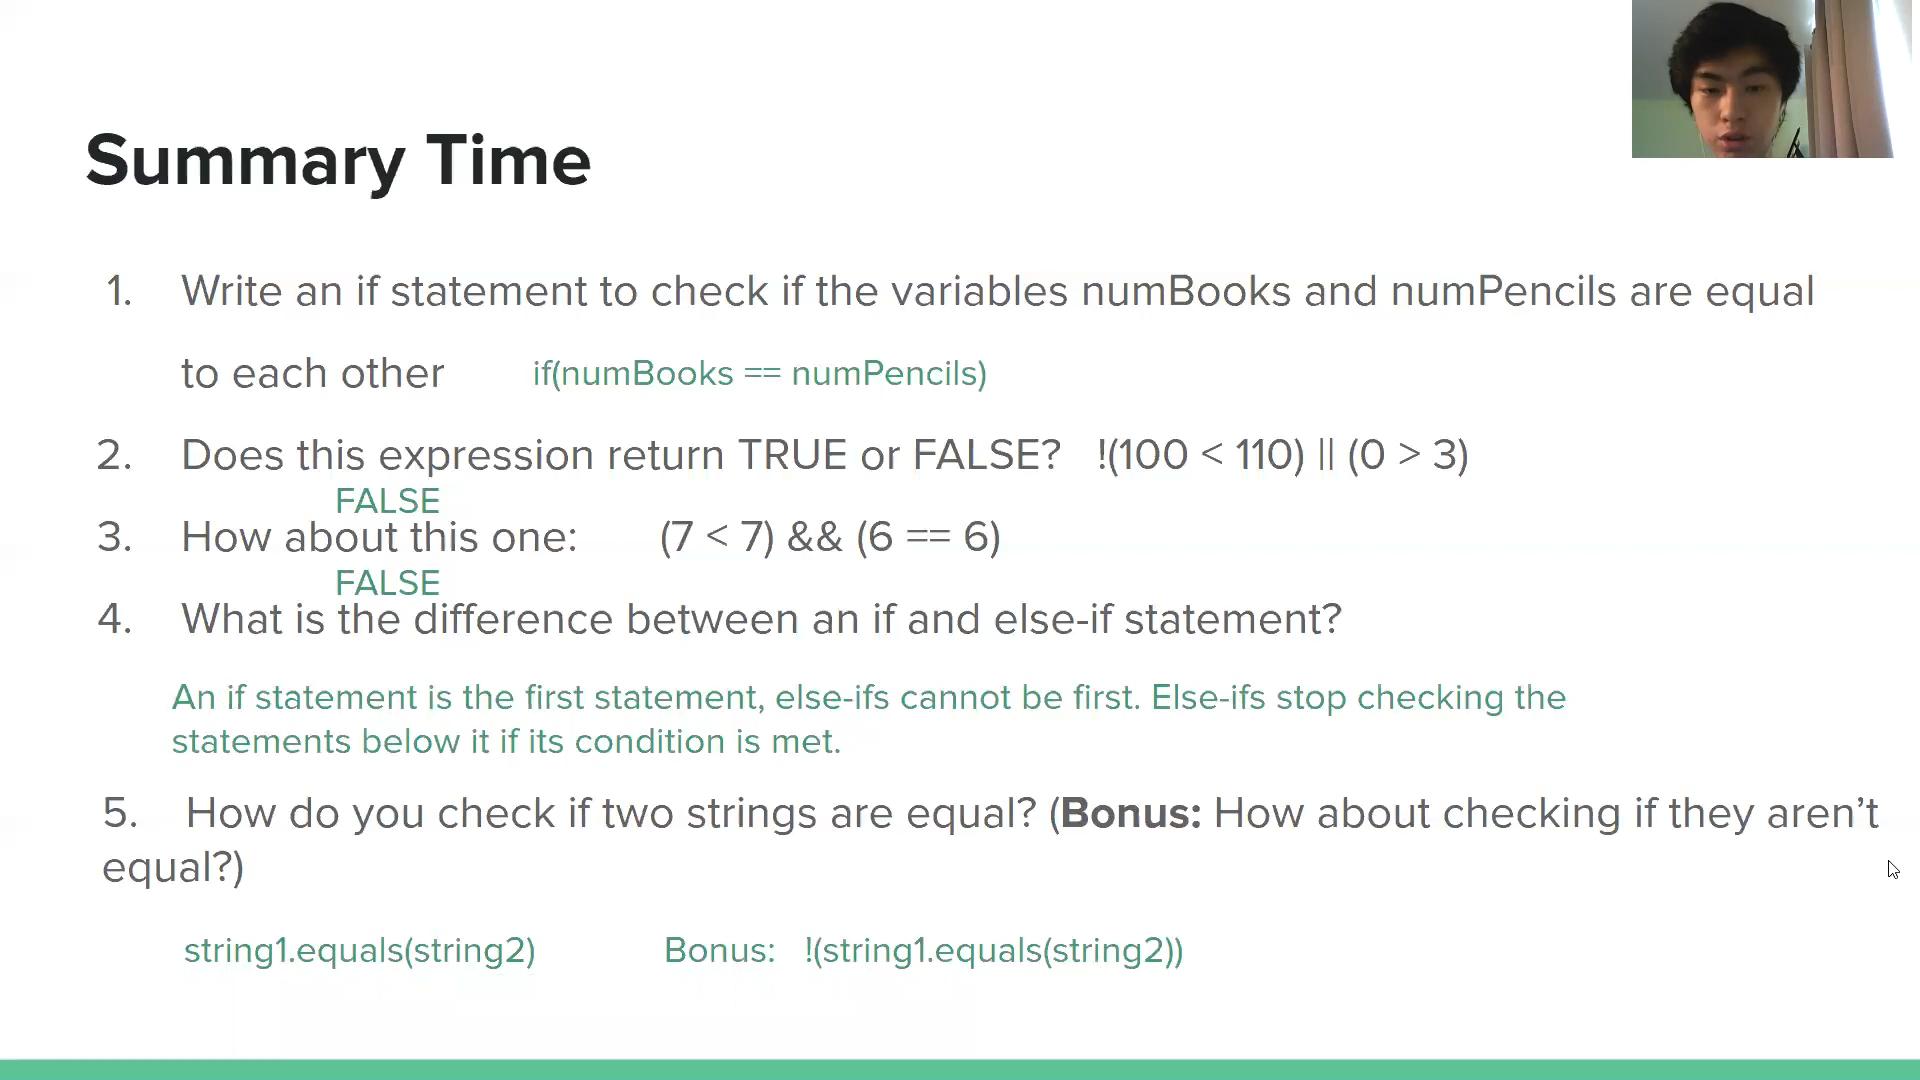 Summary Time
1. Write an if statement to check if the variables numBooks and numPencils are equal
to each other if(numBooks == numPencils)
2. Does this expression return TRUE or FALSE? !(100 < 110) || (0 > 3)
FALSE
3. How about this one: (7 < 7) && (6 == 6)
FALSE
4. What is the difference between an if and else-if statement?
An if statement is the first statement, else-ifs cannot be first. Else-ifs stop checking the
statements below it if its condition is met.
5. How do you check if two strings are equal? (Bonus: How about checking if they aren’t
equal?)
string1.equals(string2) Bonus: !(string1.equals(string2))